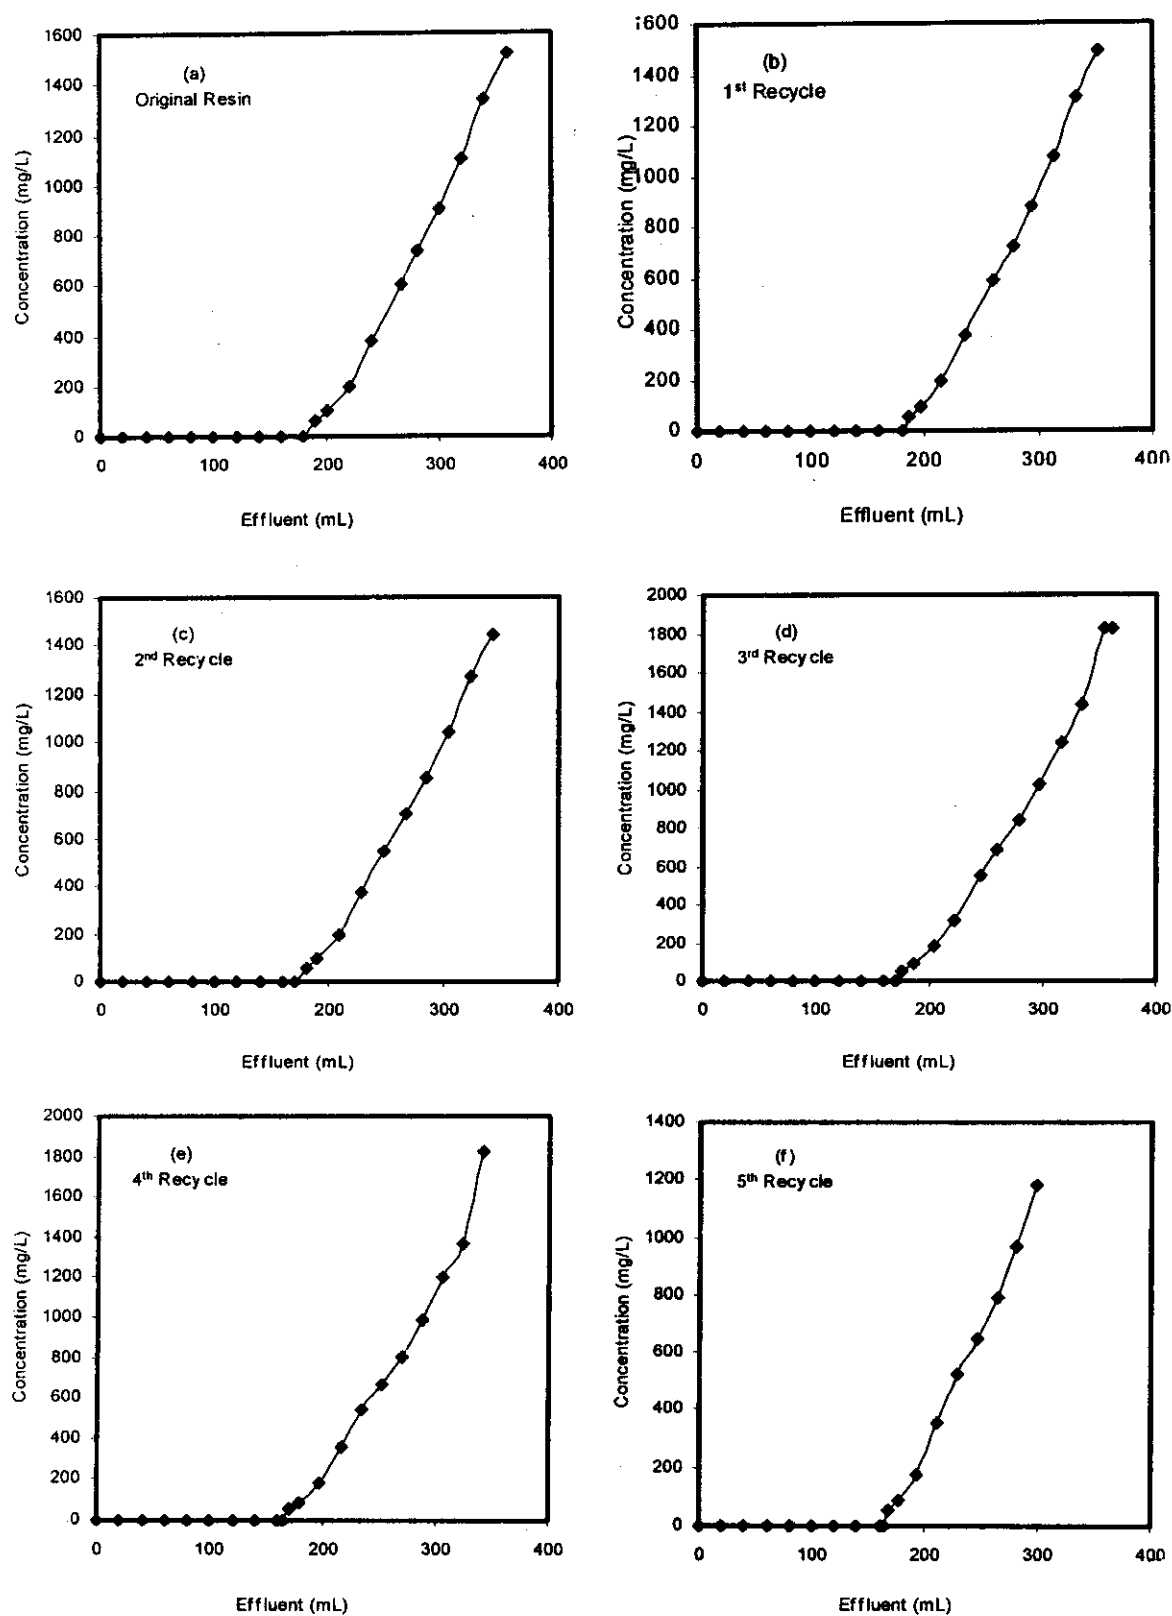 (a)
Original Resin
Concentration (mg/L)
1600
1400
1200
1000
800
600
400
200
0
0 100 200 300 400
Effluent (mL)
(b)
1st Recycle
Concentration (mg/L)
1600
1400
1200
1000
800
600
400
200
0
0 100 200 300 400
Effluent (mL)
(c)
2nd Recycle
Concentration (mg/L)
1600
1400
1200
1000
800
600
400
200
0
0 100 200 300 400
Effluent (mL)
(d)
3rd Recycle
Concentration (mg/L)
2000
1800
1600
1400
1200
1000
800
600
400
200
0
0 100 200 300 400
Effluent (mL)
(e)
4th Recycle
Concentration (mg/L)
2000
1800
1600
1400
1200
1000
800
600
400
200
0
0 100 200 300 400
Effluent (mL)
(f)
5th Recycle
Concentration (mg/L)
1400
1200
1000
800
600
400
200
0
0 100 200 300 400
Effluent (mL)